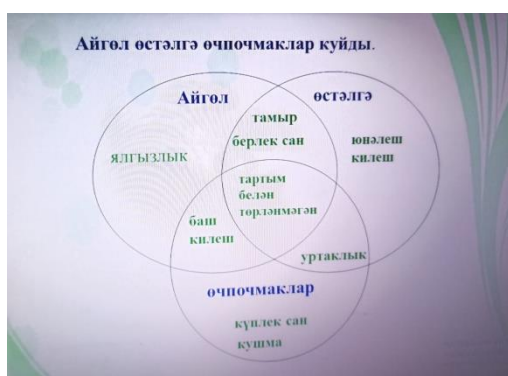 Айгөл өстәлгә өчпочмаклар куйды.
Айгөл
өстәлгә
тамыр
берлек сан
ялгызлык
юнәлеш
килеш
тартым
белән
төрләнмәгән
баш
килеш
уртаклык
өчпочмаклар
күплек сан
кушма